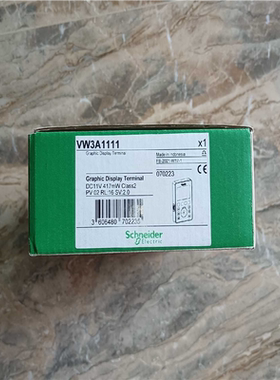 VW3A1111
x1
Graphic Display Terminal
Made in Indonesia
070223
Graphic Display Terminal
DC11V 417mW Class2
PV:02 RL:16 SV:2.0
3 606480 702235
Schneider
Electric